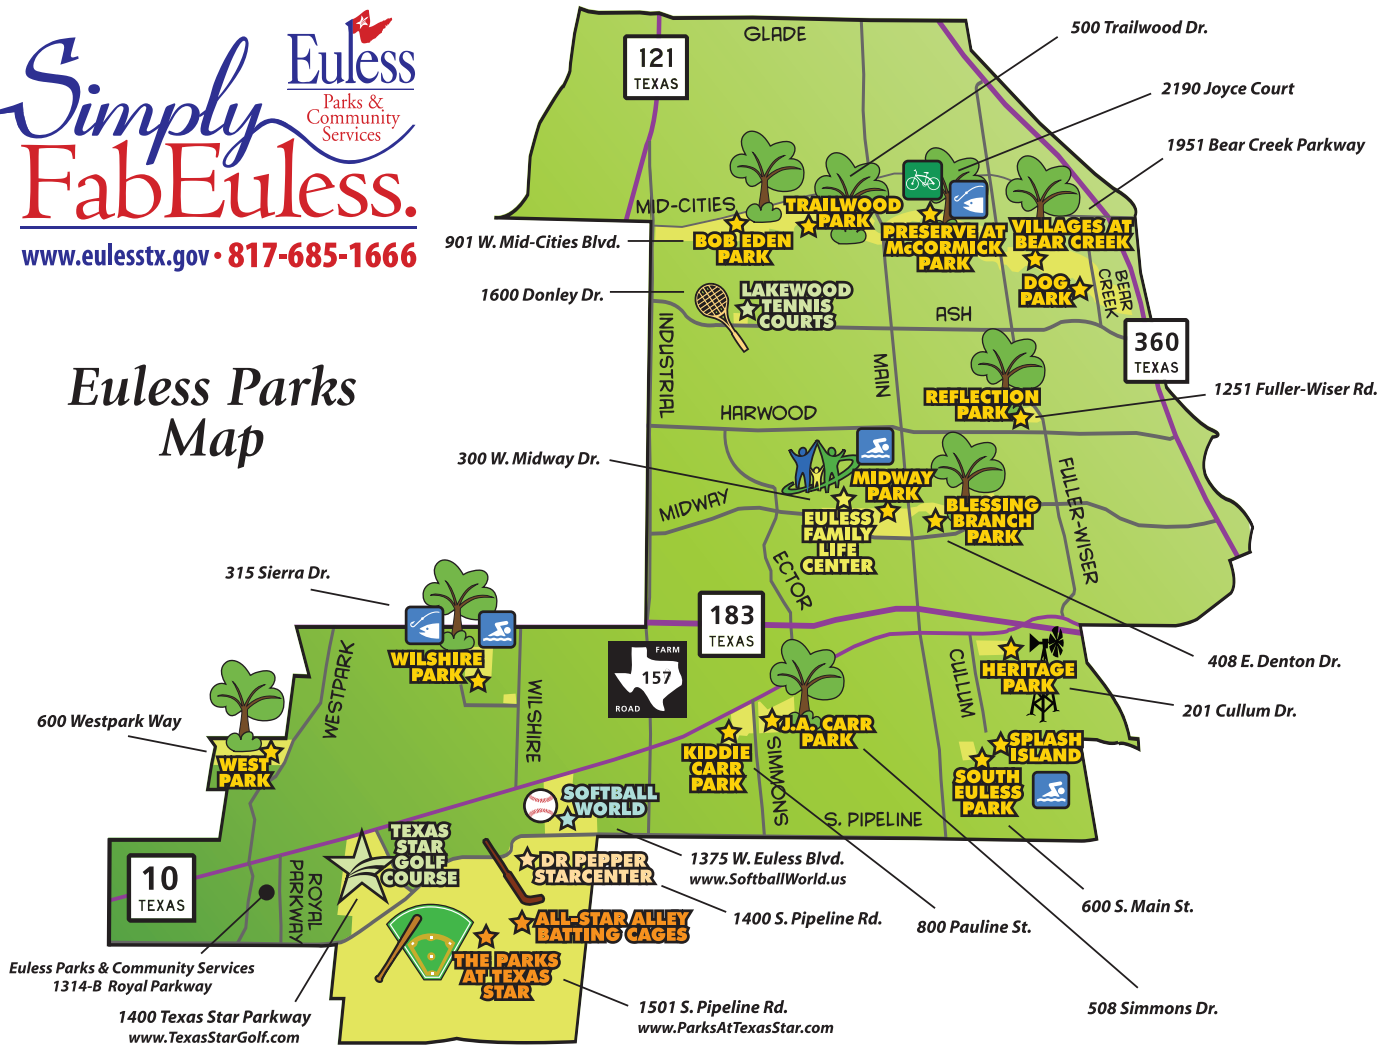 Simply
FabEuless.
Euless
Parks &
Community
Services
www.eulesstx.gov • 817-685-1666
Euless Parks
Map
121
TEXAS
GLADE
500 Trailwood Dr.
2190 Joyce Court
1951 Bear Creek Parkway
MID-CITIES
901 W. Mid-Cities Blvd.
BOB EDEN
PARK
TRAILWOOD
PARK
PRESERVE AT
McCORMICK
PARK
VILLAGES AT
BEAR CREEK
DOG
PARK
BEAR
CREEK
1600 Donley Dr.
LAKEWOOD
TENNIS
COURTS
INDUSTRIAL
ASH
MAIN
360
TEXAS
REFLECTION
PARK
1251 Fuller-Wiser Rd.
HARWOOD
300 W. Midway Dr.
MIDWAY
PARK
MIDWAY
EULESS
FAMILY
LIFE
CENTER
BLESSING
BRANCH
PARK
FULLER-WISER
ECTOR
315 Sierra Dr.
183
TEXAS
408 E. Denton Dr.
WESTPARK
WILSHIRE
PARK
WILSHIRE
FARM
157
ROAD
CULLUM
HERITAGE
PARK
201 Cullum Dr.
600 Westpark Way
WEST
PARK
KIDDIE
CARR
PARK
J.A. CARR
PARK
SIMMONS
SPLASH
ISLAND
SOUTH
EULESS
PARK
SOFTBALL
WORLD
S. PIPELINE
10
TEXAS
TEXAS
STAR
GOLF
COURSE
ROYAL
PARKWAY
DR PEPPER
STARCENTER
1375 W. Euless Blvd.
www.SoftballWorld.us
1400 S. Pipeline Rd.
800 Pauline St.
600 S. Main St.
ALL-STAR ALLEY
BATTING CAGES
THE PARKS
AT TEXAS
STAR
Euless Parks & Community Services
1314-B Royal Parkway
1400 Texas Star Parkway
www.TexasStarGolf.com
1501 S. Pipeline Rd.
www.ParksAtTexasStar.com
508 Simmons Dr.